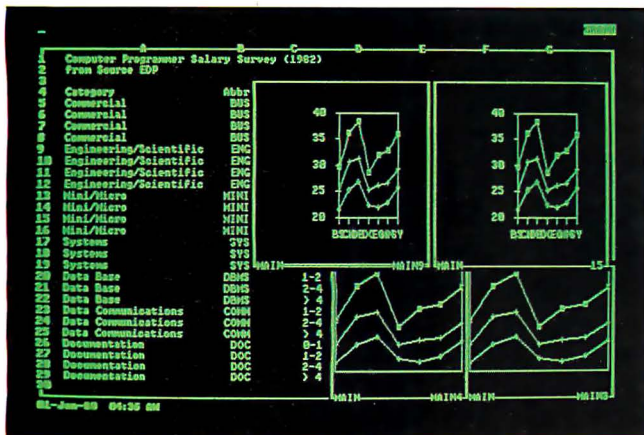 GRAPH
A B C D E F G
1 Computer Programmer Salary Survey (1982)
2 from Source EDP
3
4 Category Abbr
5 Commercial BUS
6 Commercial BUS
7 Commercial BUS
8 Commercial BUS
9 Engineering/Scientific ENG
10 Engineering/Scientific ENG
11 Engineering/Scientific ENG
12 Engineering/Scientific ENG
13 Mini/Micro MINI
14 Mini/Micro MINI
15 Mini/Micro MINI
16 Mini/Micro MINI
17 Systems SYS
18 Systems SYS
19 Systems SYS
20 Data Base DBMS 1-2
21 Data Base DBMS 2-4
22 Data Base DBMS > 4
23 Data Communications COMM 1-2
24 Data Communications COMM 2-4
25 Data Communications COMM > 4
26 Documentation DOC 0-1
27 Documentation DOC 1-2
28 Documentation DOC 2-4
29 Documentation DOC > 4
30
40
35
30
25
20
MAIN MAIN9
40
35
30
25
20
MAIN 15
MAIN MAIN4
MAIN MAIN3
01-Jan-80 04:35 AM